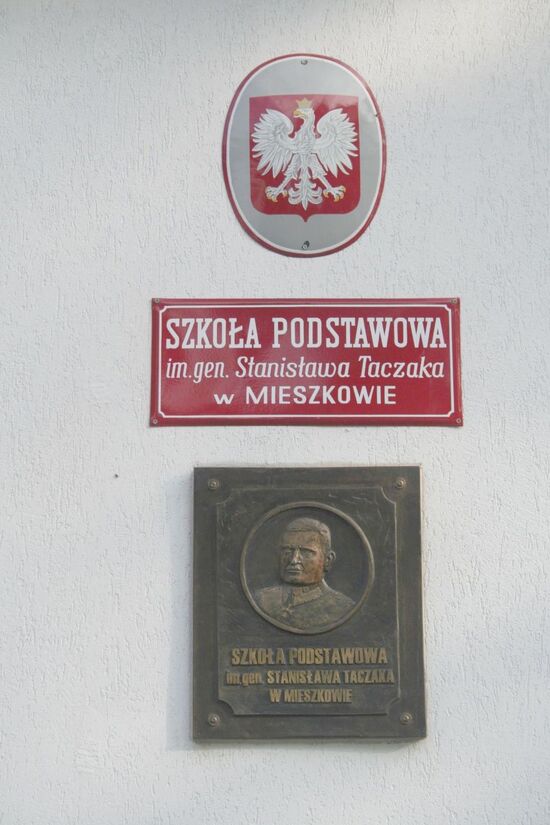 SZKOŁA PODSTAWOWA
im. gen. Stanisława Taczaka
w MIESZKOWIE
SZKOŁA PODSTAWOWA
im. gen. STANISŁAWA TACZAKA
W MIESZKOWIE